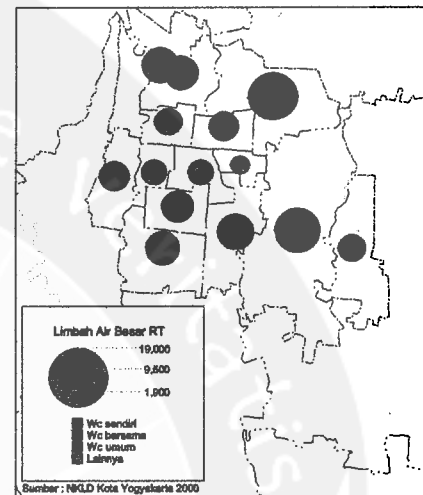 Limbah Air Besar RT
19,000
9,500
1,900
Wc sendiri
Wc bersama
Wc umum
Lainnya
Sumber : NKLD Kota Yogyakarta 2000